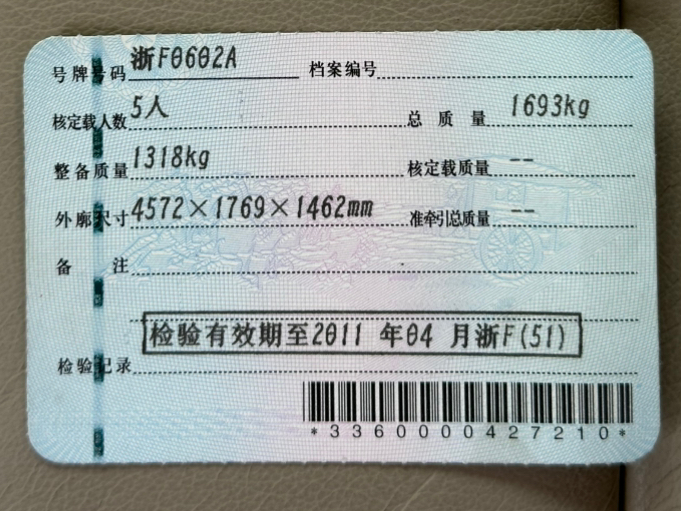 号牌号码 浙F0602A 档案编号
核定载人数 5人 总质量 1693kg
整备质量 1318kg 核定载质量 --
外廓尺寸 4572×1769×1462mm 准牵引总质量 --
备注
检验有效期至2011 年04 月浙F(51)
检验记录
*3360000427210*